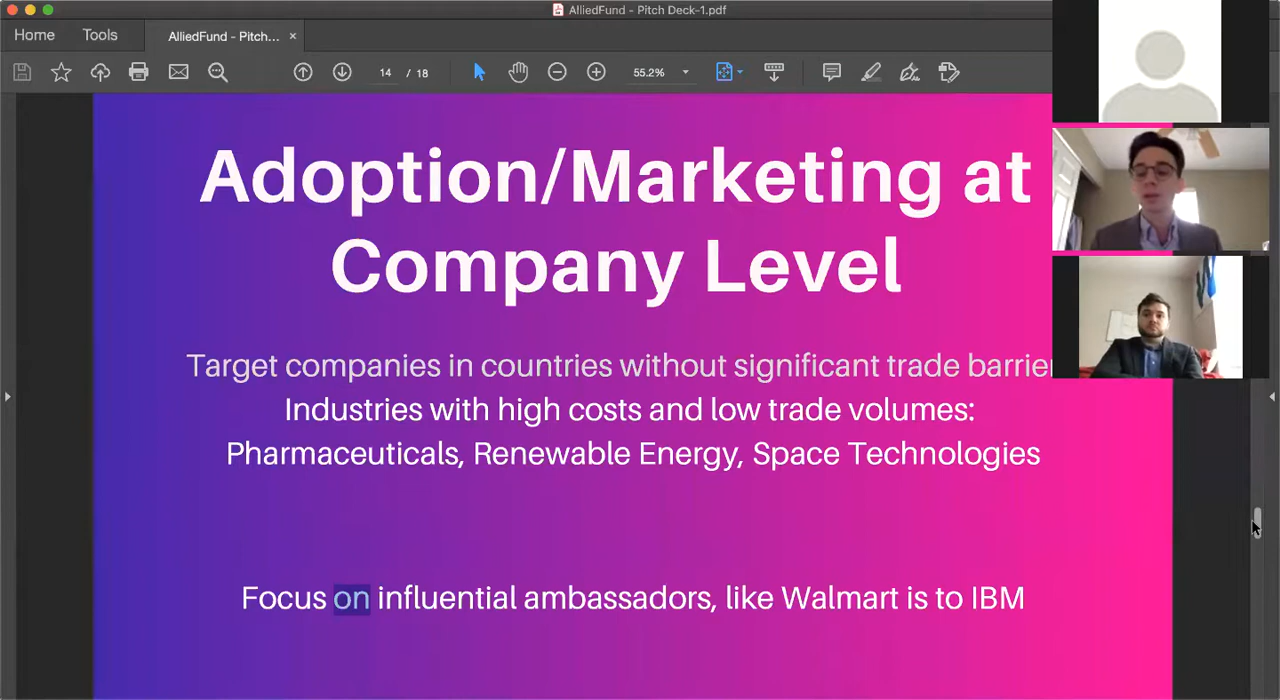 AlliedFund - Pitch Deck-1.pdf
Home Tools AlliedFund - Pitch... ×
14 / 18 55.2%
Adoption/Marketing at
Company Level
Target companies in countries without significant trade barrier
Industries with high costs and low trade volumes:
Pharmaceuticals, Renewable Energy, Space Technologies
Focus on influential ambassadors, like Walmart is to IBM